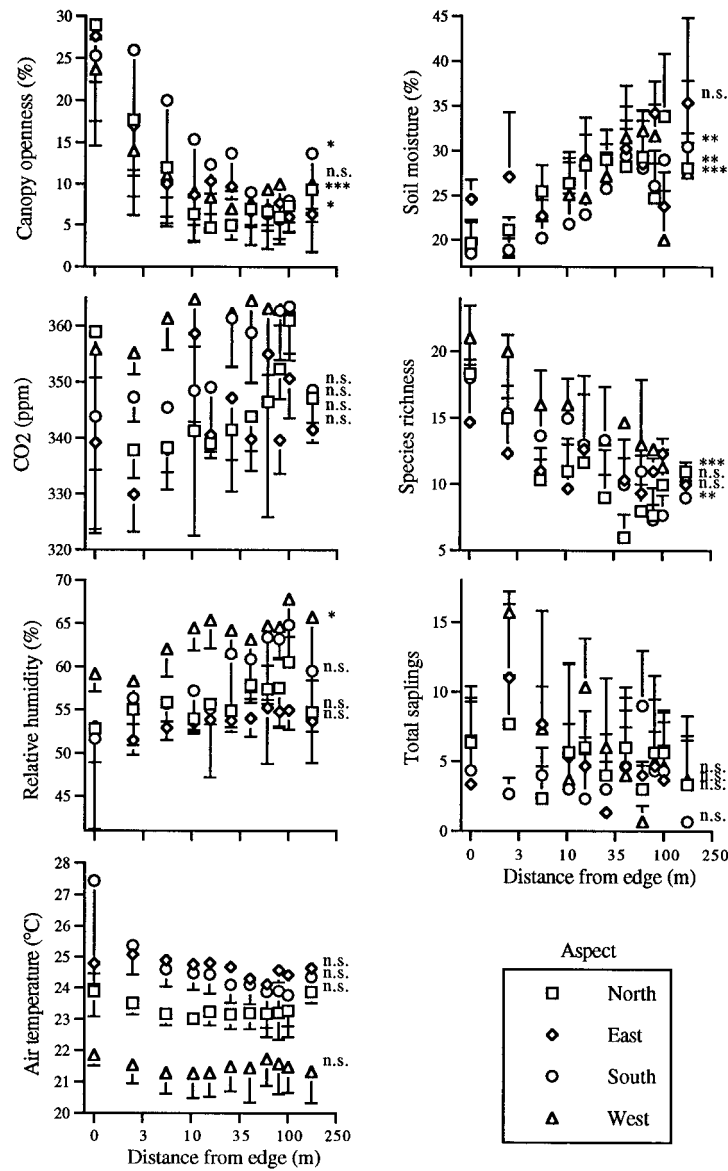 Canopy openness (%)
30
25
20
15
10
5
0
*
n.s.
***
*
Soil moisture (%)
45
40
35
30
25
20
n.s.
**
**
***
CO2 (ppm)
360
350
340
330
320
n.s.
n.s.
n.s.
n.s.
Species richness
20
15
10
5
***
n.s.
n.s.
**
Relative humidity (%)
70
65
60
55
50
45
*
n.s.
n.s.
n.s.
Total saplings
15
10
5
0
n.s.
n.s.
n.s.
n.s.
0 3 10 35 100 250
Distance from edge (m)
Air temperature (°C)
28
27
26
25
24
23
22
21
20
n.s.
n.s.
n.s.
n.s.
0 3 10 35 100 250
Distance from edge (m)
Aspect
North
East
South
West